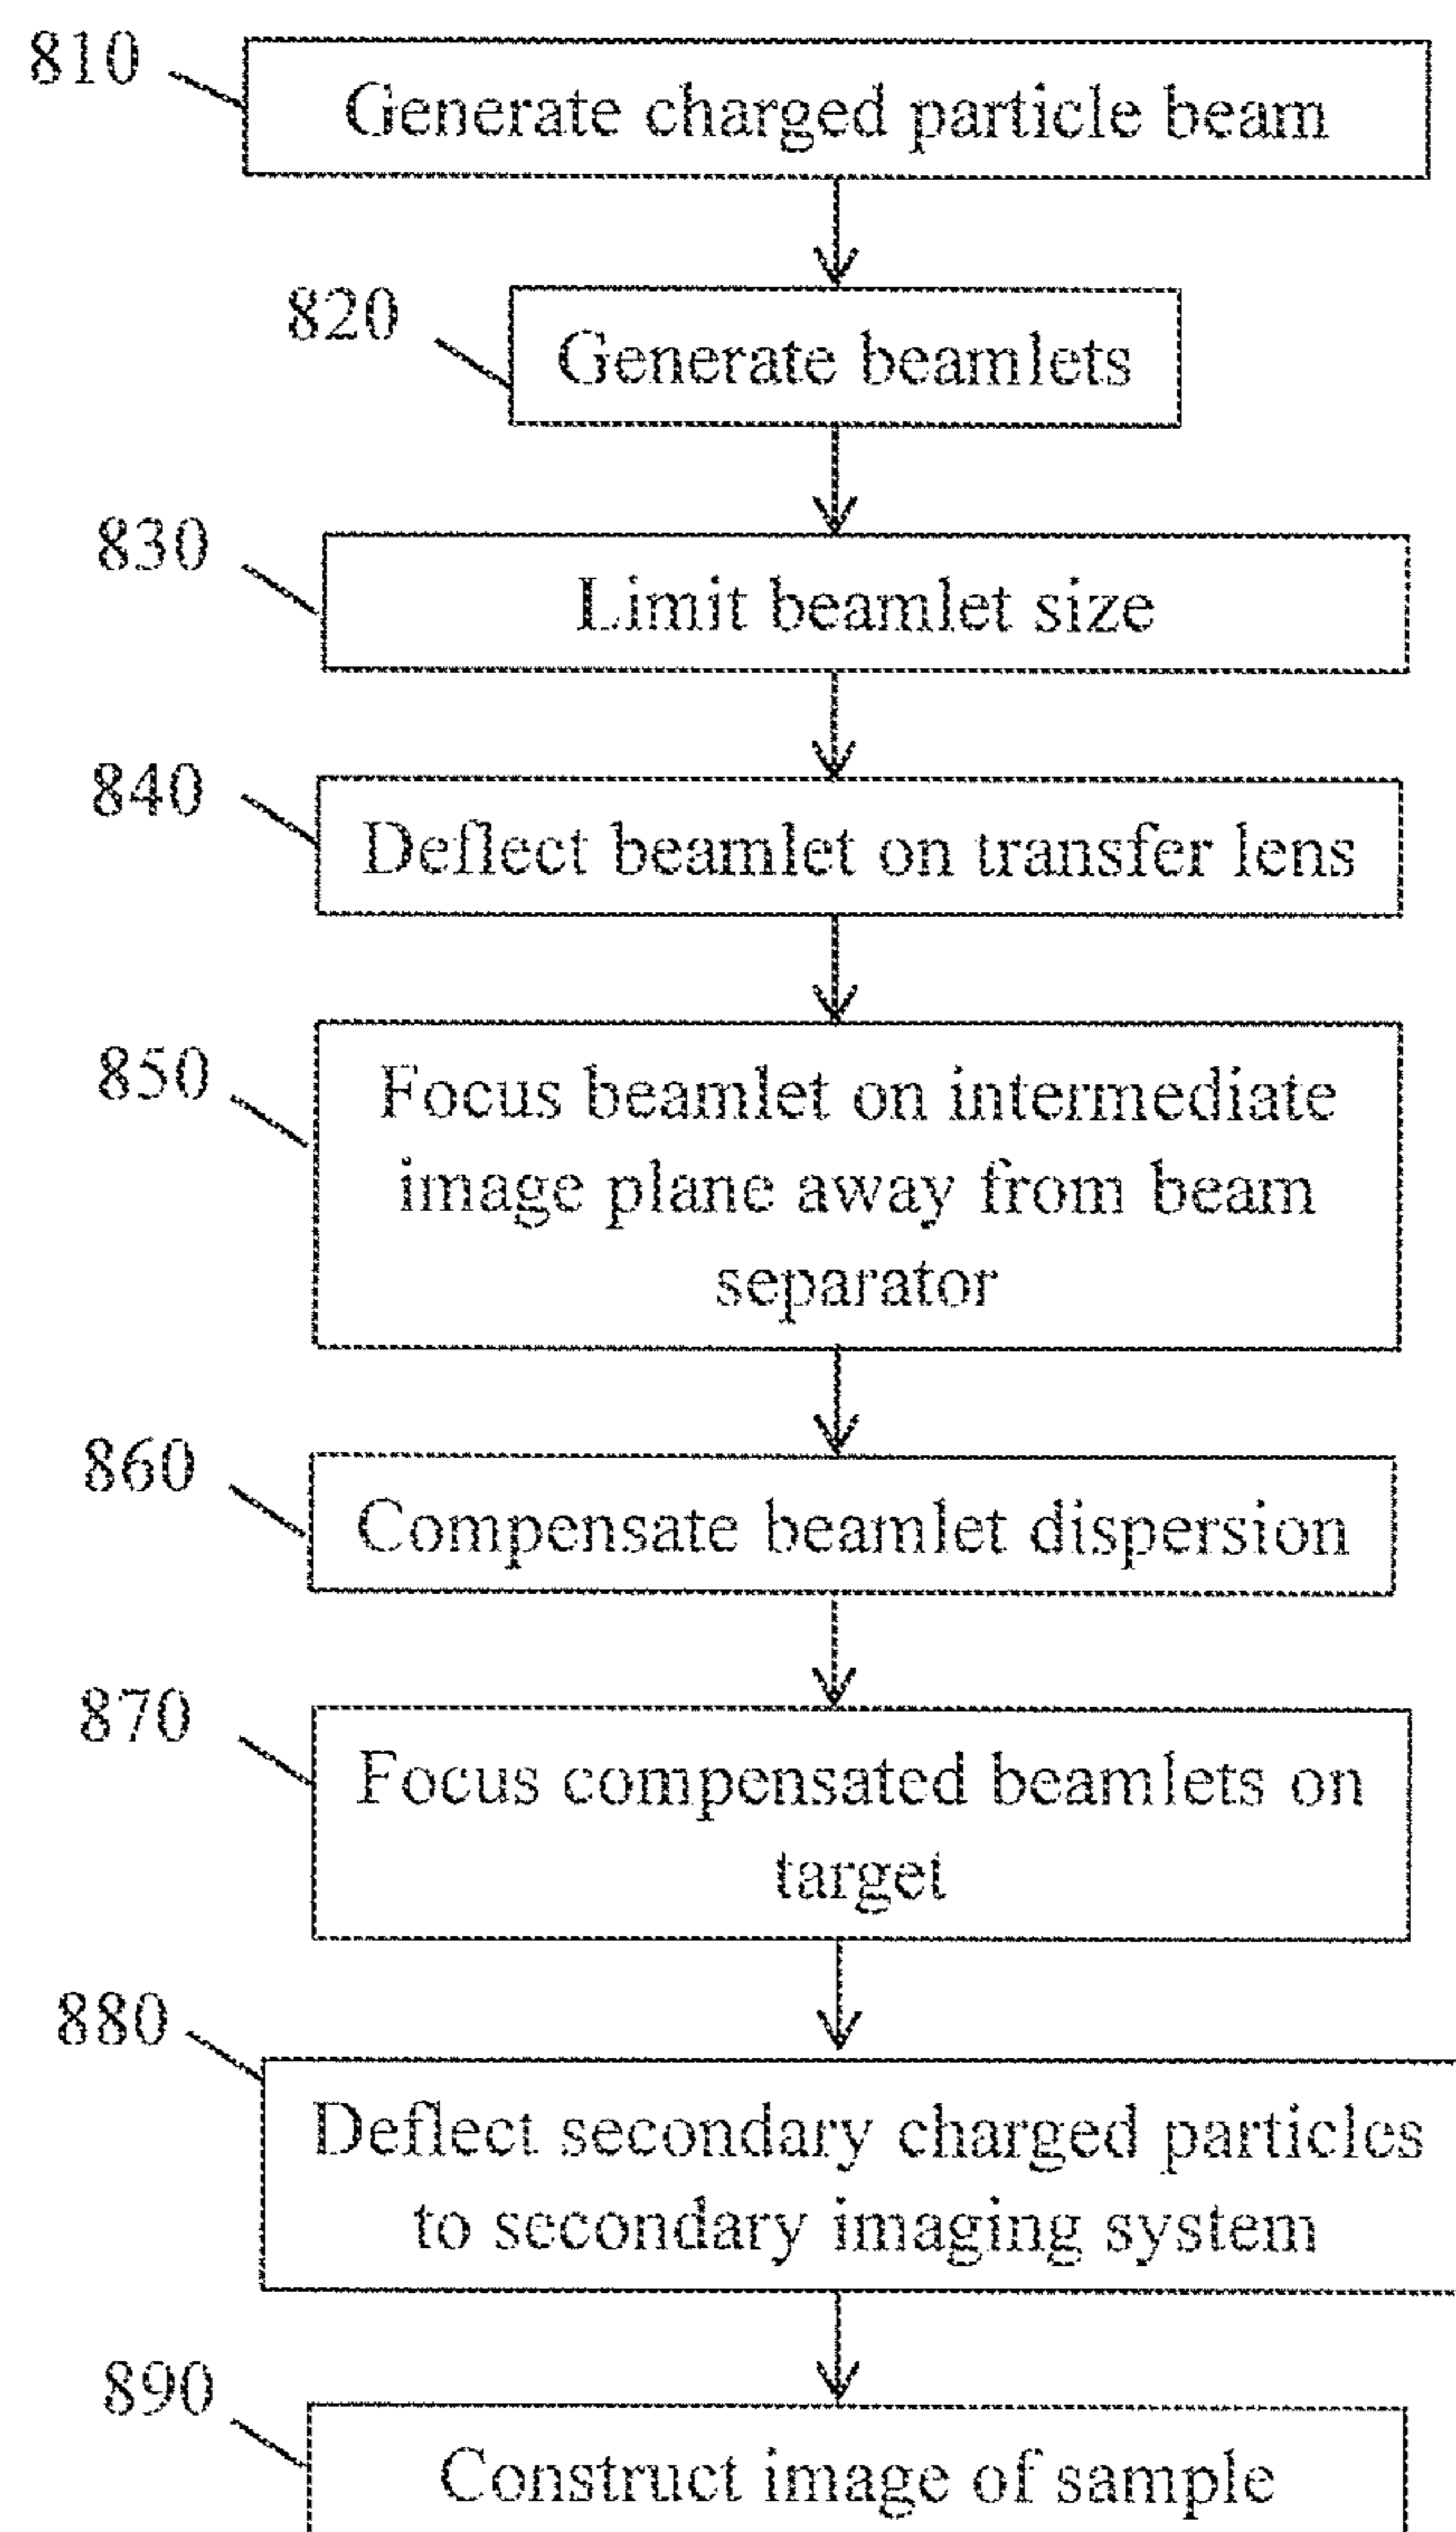 810
Generate charged particle beam
820
Generate beamlets
830
Limit beamlet size
840
Deflect beamlet on transfer lens
850
Focus beamlet on intermediate
image plane away from beam
separator
860
Compensate beamlet dispersion
870
Focus compensated beamlets on
target
880
Deflect secondary charged particles
to secondary imaging system
890
Construct image of sample